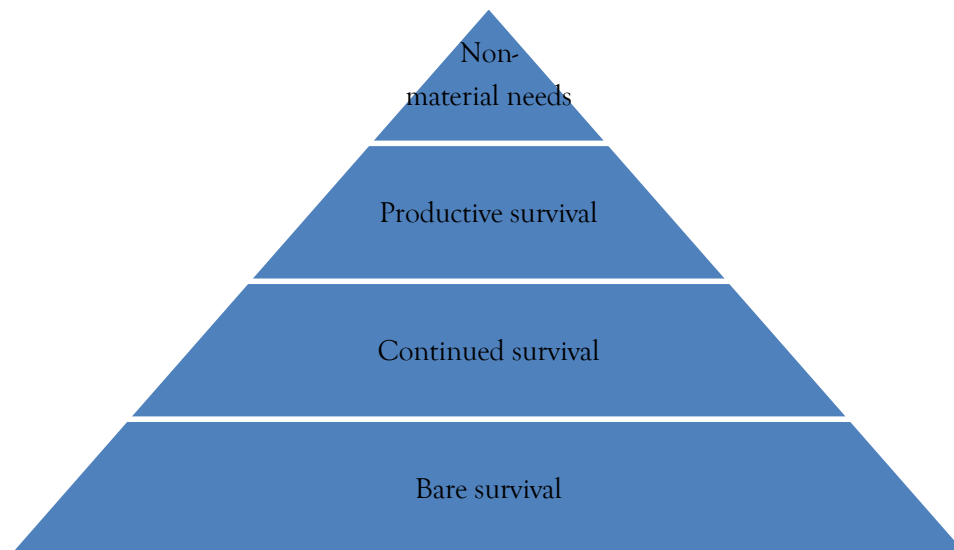 Non-
material needs
Productive survival
Continued survival
Bare survival